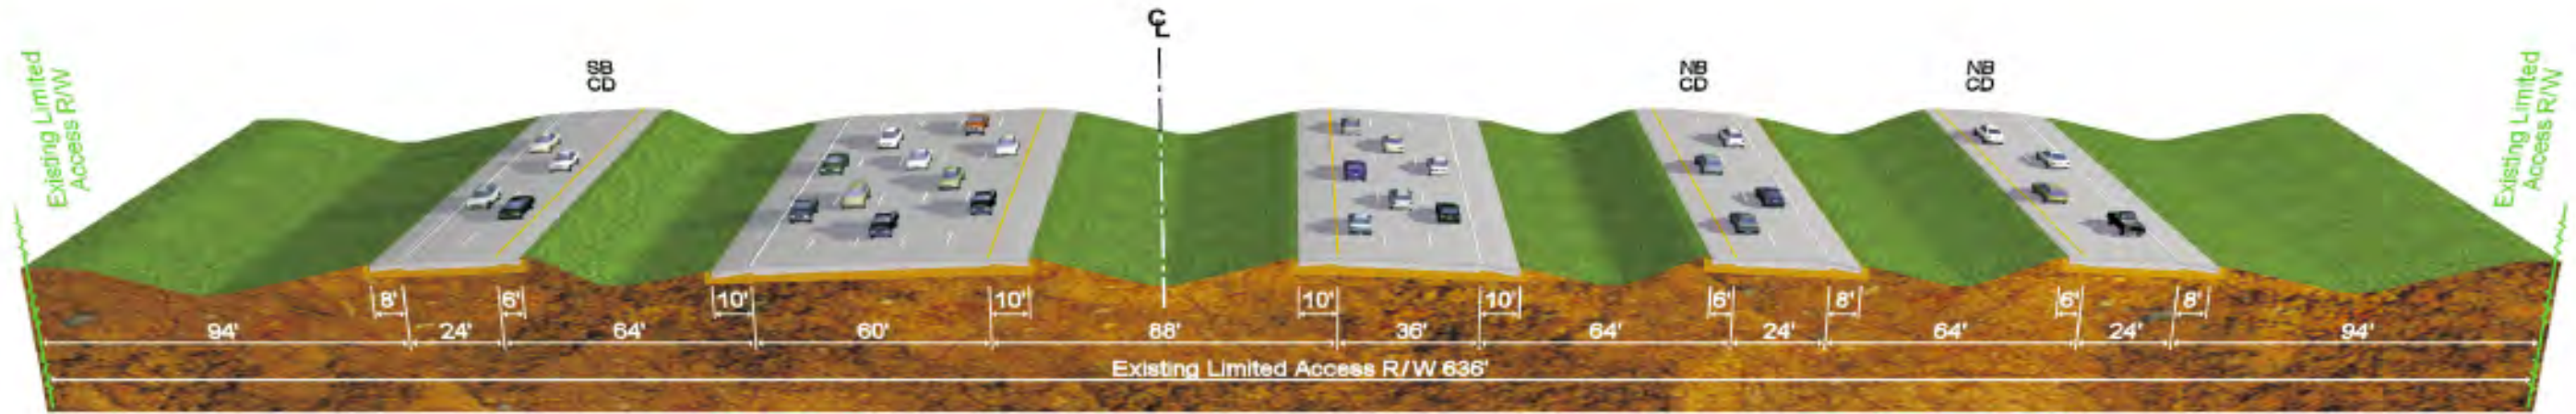 CL
SB
CD
NB
CD
NB
CD
Existing Limited
Access R/W
Existing Limited
Access R/W
8'
6'
10'
10'
10'
10'
6'
8'
6'
8'
94'
24'
64'
60'
88'
36'
64'
24'
64'
24'
94'
Existing Limited Access R/W 636'